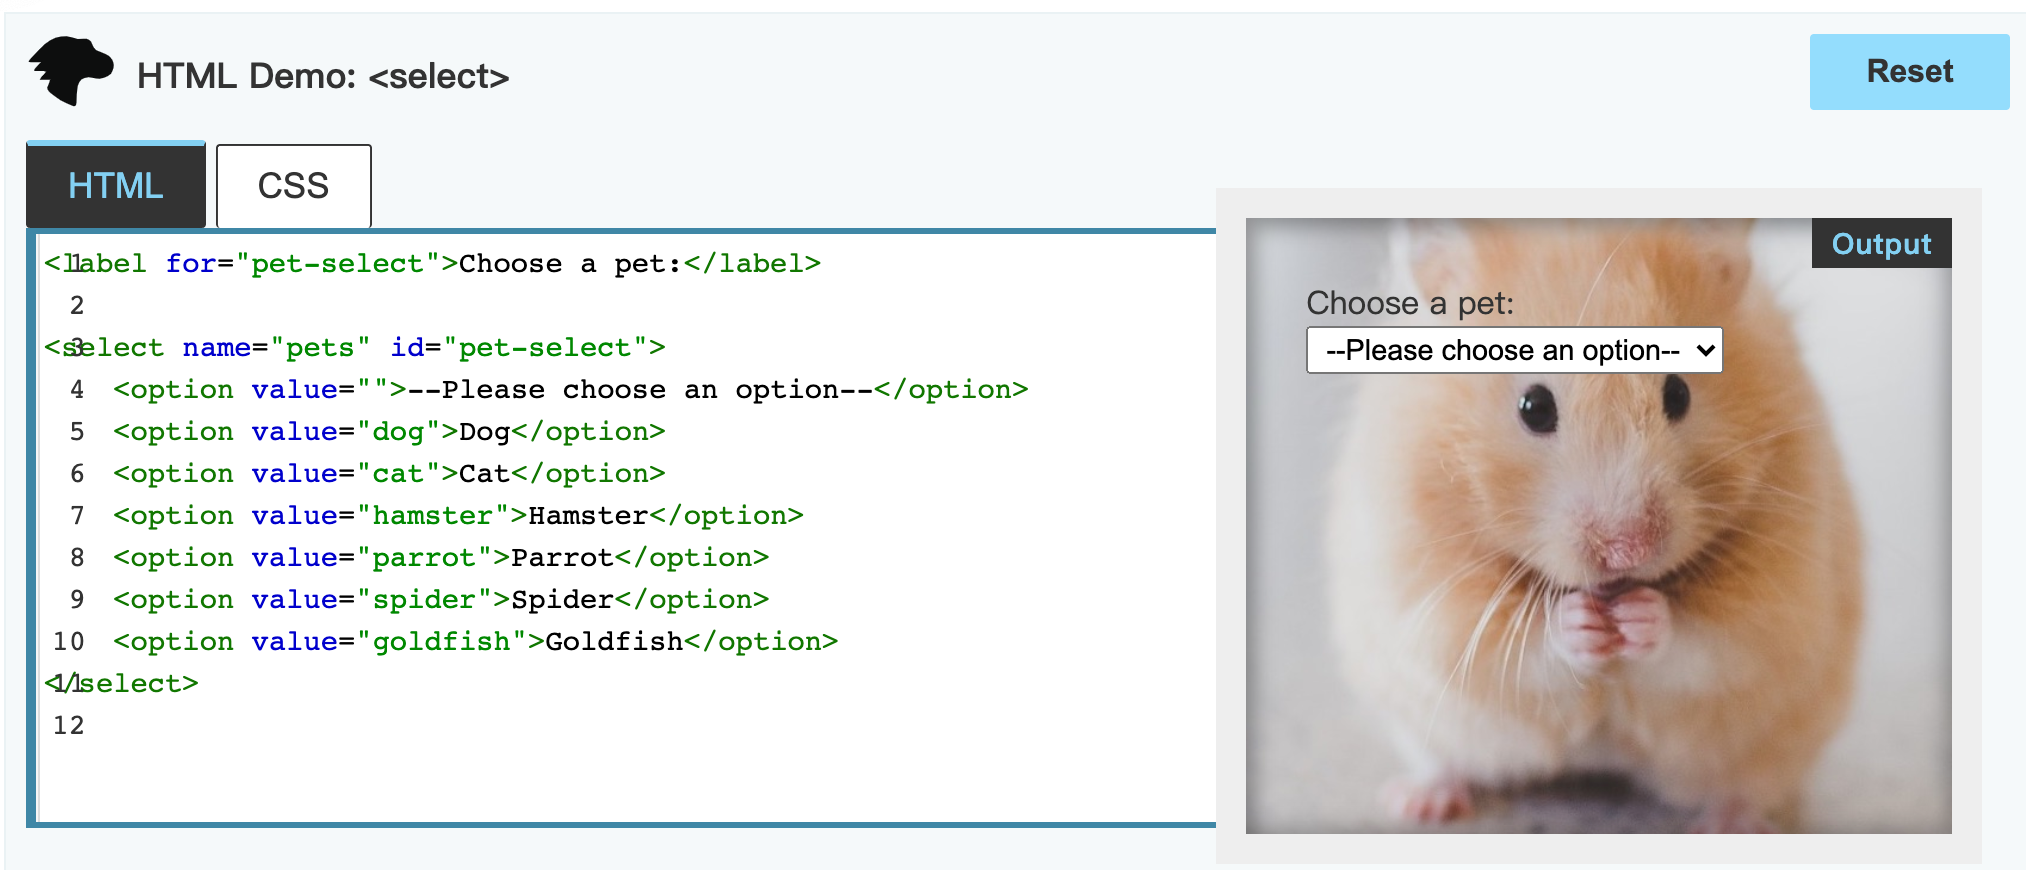 HTML Demo: <select>
Reset
HTML
CSS
1 <label for="pet-select">Choose a pet:</label>
2
3 <select name="pets" id="pet-select">
4 <option value="">--Please choose an option--</option>
5 <option value="dog">Dog</option>
6 <option value="cat">Cat</option>
7 <option value="hamster">Hamster</option>
8 <option value="parrot">Parrot</option>
9 <option value="spider">Spider</option>
10 <option value="goldfish">Goldfish</option>
11 </select>
12
Output
Choose a pet:
--Please choose an option--